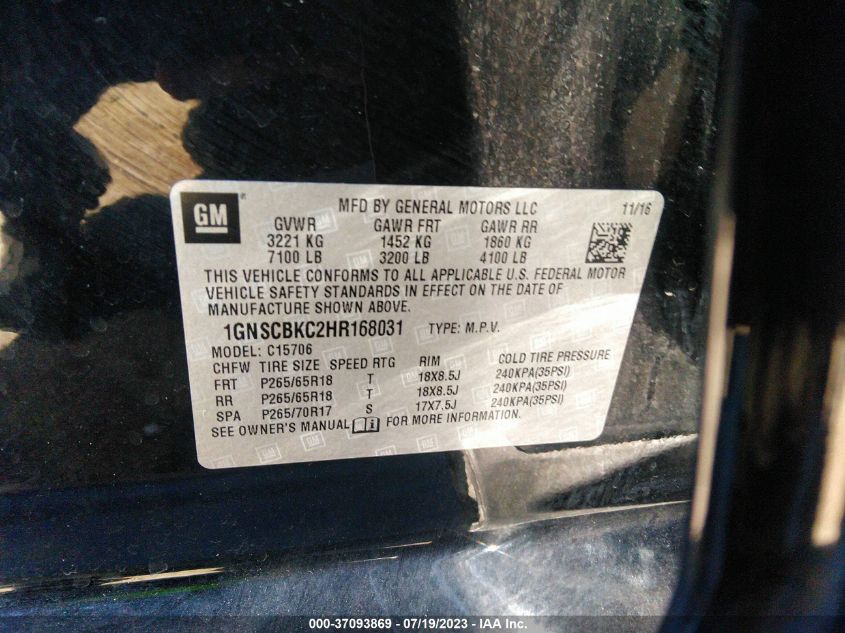 GM
MFD BY GENERAL MOTORS LLC 11/16
GVWR GAWR FRT GAWR RR
3221 KG 1452 KG 1860 KG
7100 LB 3200 LB 4100 LB
THIS VEHICLE CONFORMS TO ALL APPLICABLE U.S. FEDERAL MOTOR
VEHICLE SAFETY STANDARDS IN EFFECT ON THE DATE OF
MANUFACTURE SHOWN ABOVE.
1GNSCBKC2HR168031 TYPE: M.P.V.
MODEL: C15706
CHFW TIRE SIZE SPEED RTG RIM COLD TIRE PRESSURE
FRT P265/65R18 T 18X8.5J 240KPA(35PSI)
RR P265/65R18 T 18X8.5J 240KPA(35PSI)
SPA P265/70R17 S 17X7.5J 240KPA(35PSI)
SEE OWNER'S MANUAL FOR MORE INFORMATION.
000-37093869 - 07/19/2023 - IAA Inc.